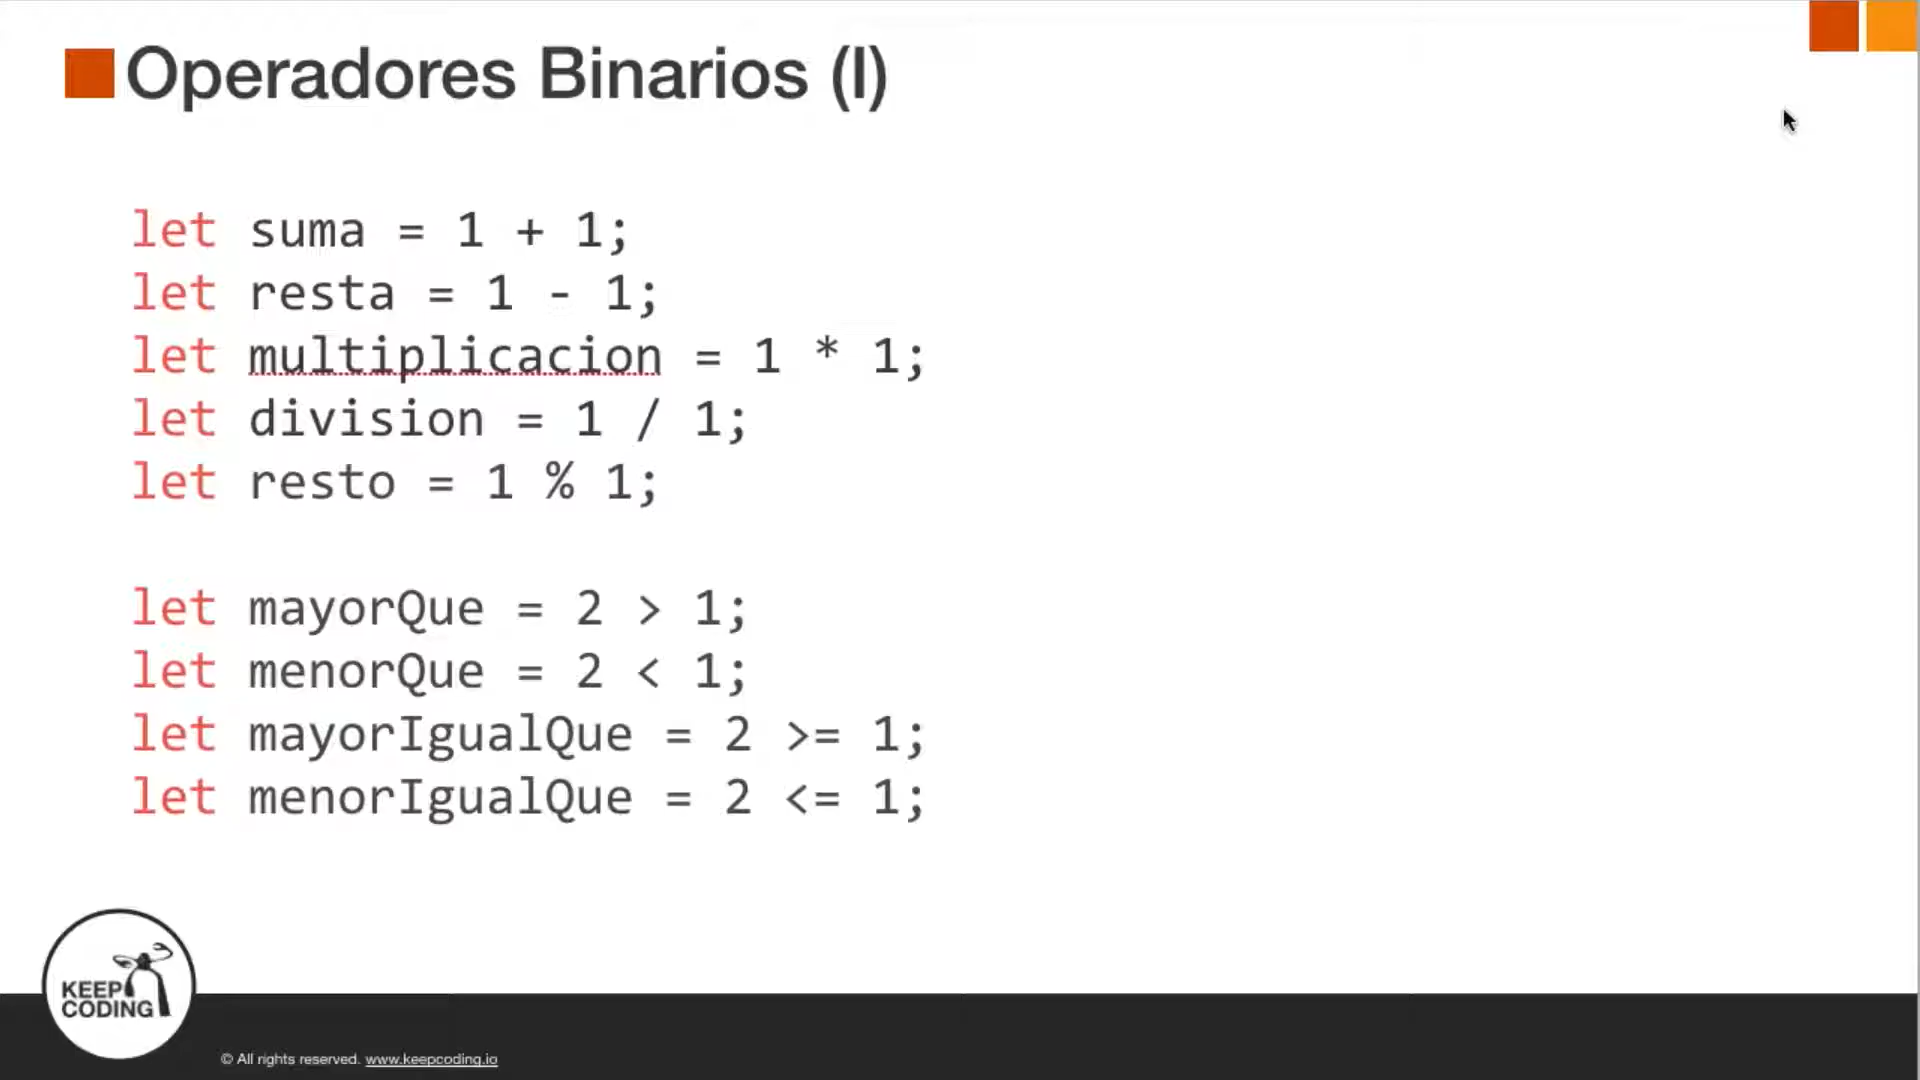 Operadores Binarios (I)
let suma = 1 + 1;
let resta = 1 - 1;
let multiplicacion = 1 * 1;
let division = 1 / 1;
let resto = 1 % 1;
let mayorQue = 2 > 1;
let menorQue = 2 < 1;
let mayorIgualQue = 2 >= 1;
let menorIgualQue = 2 <= 1;
KEEP
CODING
© All rights reserved. www.keepcoding.io